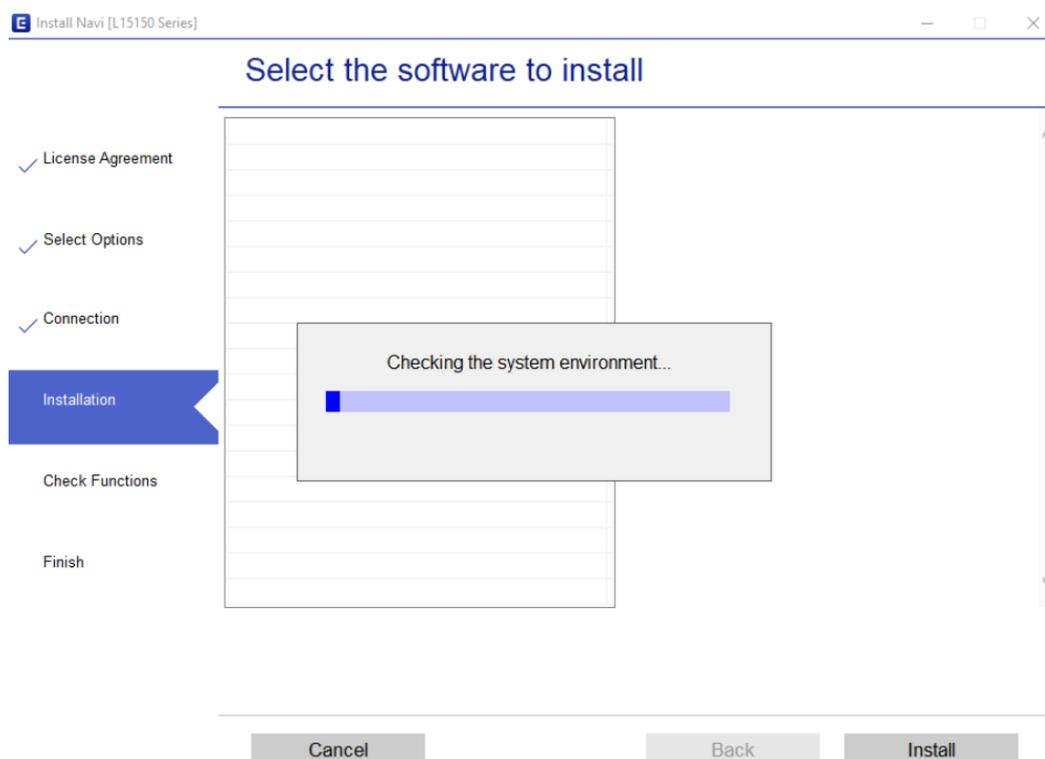 Install Navi [L15150 Series]
Select the software to install
License Agreement
Select Options
Connection
Installation
Check Functions
Finish
Checking the system environment...
Cancel
Back
Install